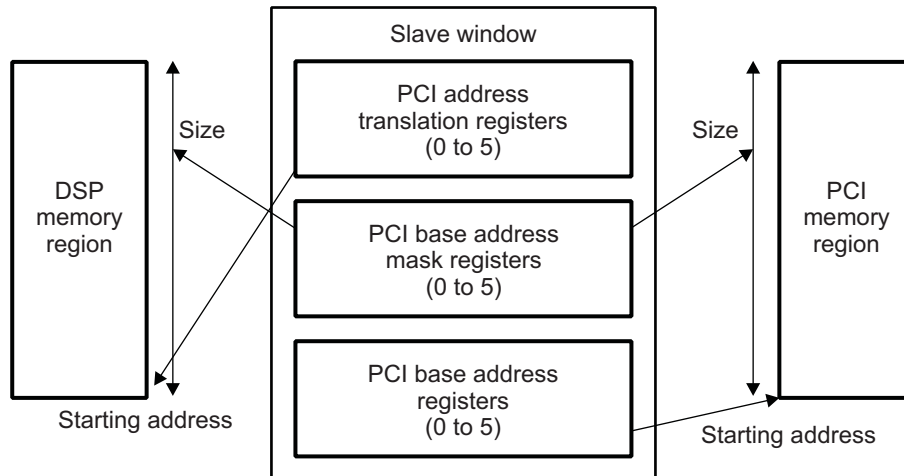 Slave window
PCI address
translation registers
(0 to 5)
Size
Size
DSP
memory
region
PCI base address
mask registers
(0 to 5)
PCI
memory
region
PCI base address
registers
(0 to 5)
Starting address
Starting address